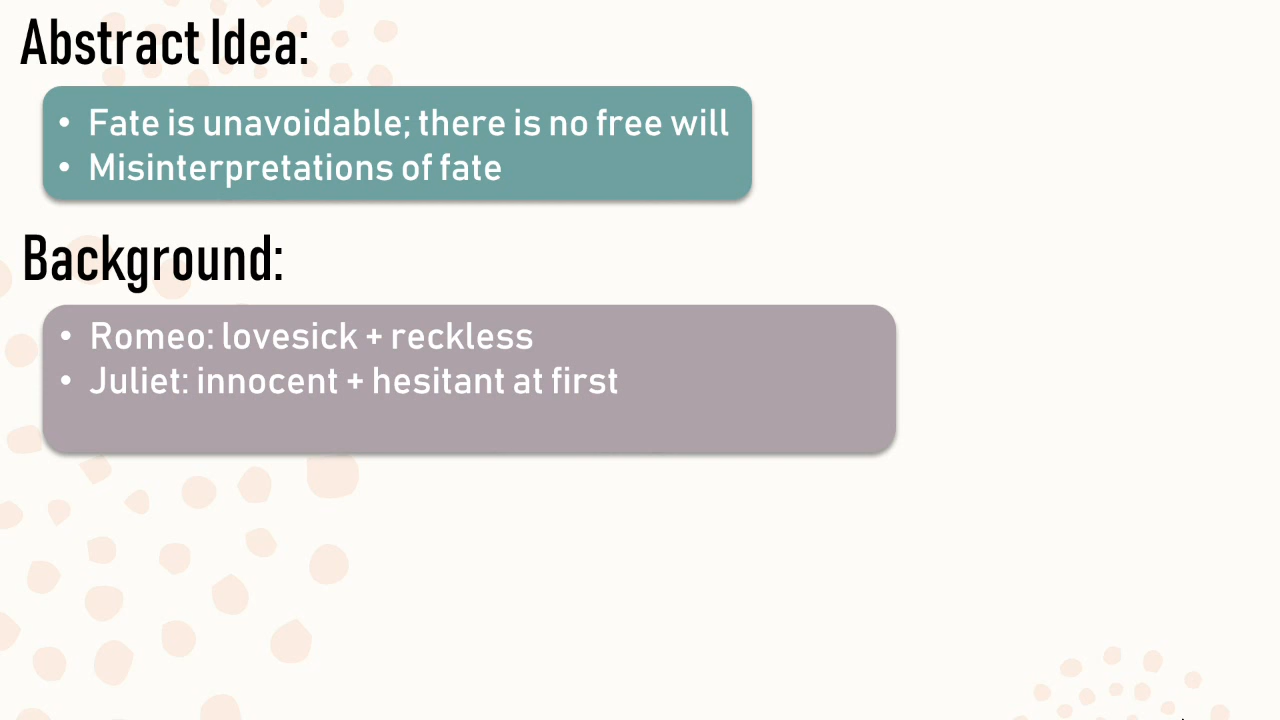 Abstract Idea:
• Fate is unavoidable; there is no free will
• Misinterpretations of fate
Background:
• Romeo: lovesick + reckless
• Juliet: innocent + hesitant at first